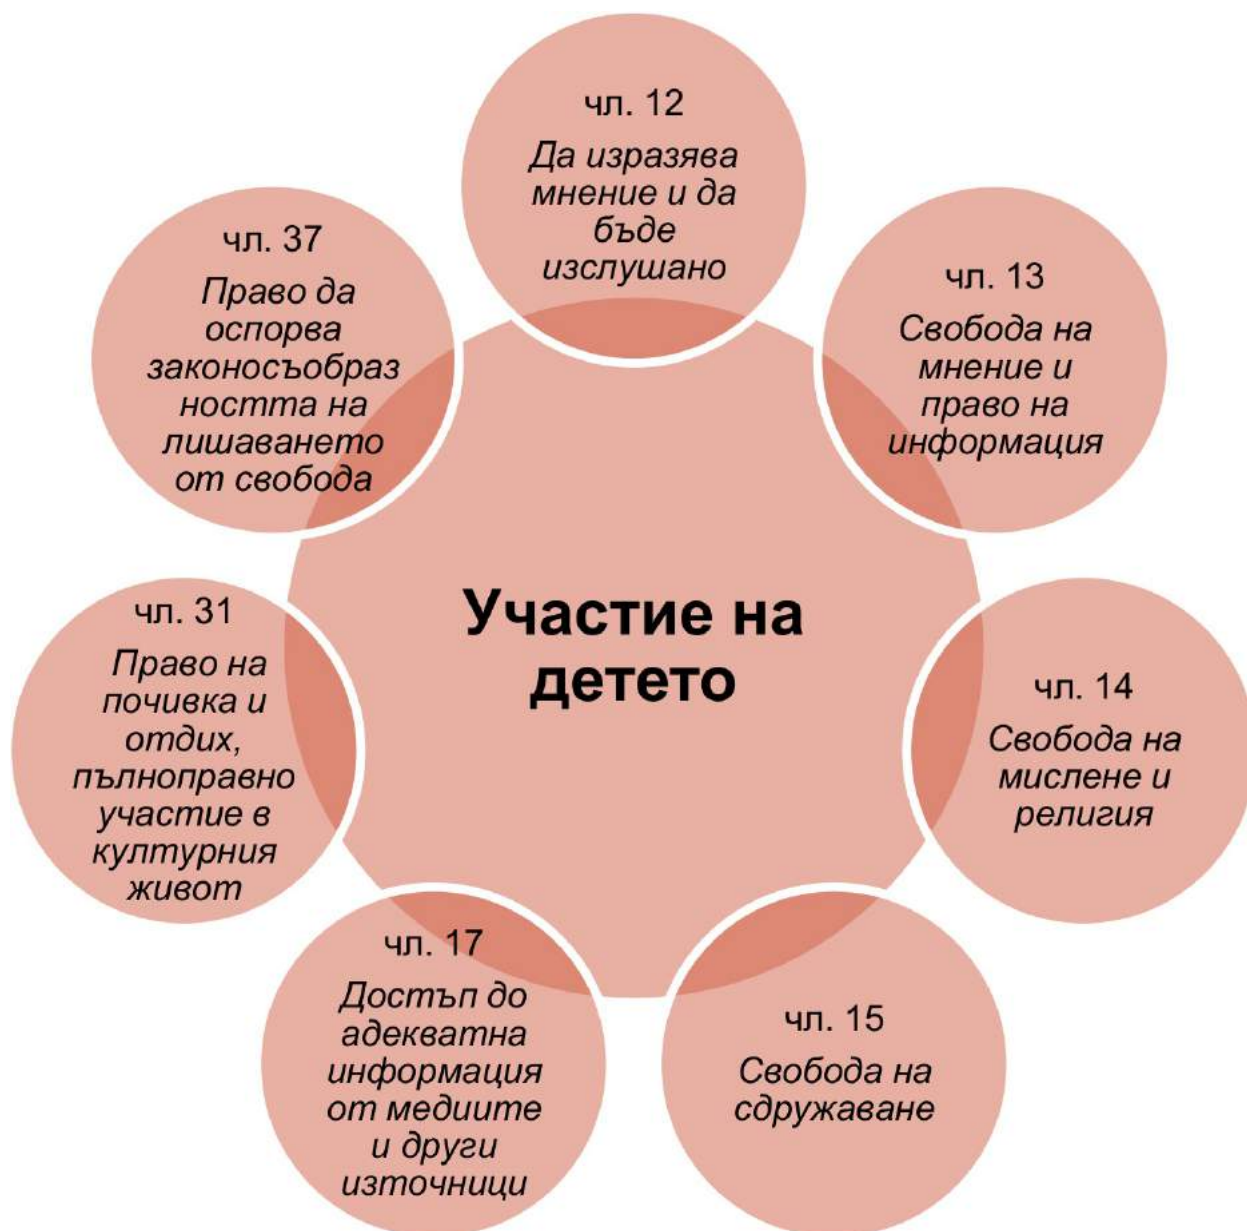 чл. 12
Да изразява
мнение и да
бъде
изслушано
чл. 13
Свобода на
мнение и
право на
информация
чл. 14
Свобода на
мислене и
религия
чл. 15
Свобода на
сдружаване
чл. 17
Достъп до
адекватна
информация
от медиите
и други
източници
чл. 31
Право на
почивка и
отдих,
пълноправно
участие в
културния
живот
чл. 37
Право да
оспорва
законосъобраз
ността на
лишаването
от свобода
Участие на
детето